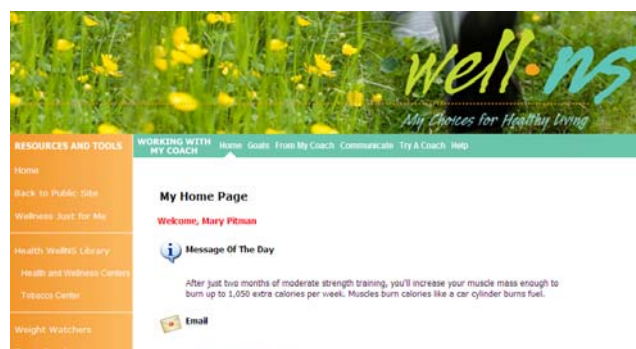 well•ns
My Choices for Healthy Living
RESOURCES AND TOOLS
WORKING WITH MY COACH
Home Goals From My Coach Communicate Try A Coach Help
Home
Back to Public Site
Wellness Just for Me
Health WellNS Library
Health and Wellness Centers
Tobacco Center
Weight Watchers
My Home Page
Welcome, Mary Pitman
Message Of The Day
After just two months of moderate strength training, you'll increase your muscle mass enough to
burn up to 1,050 extra calories per week. Muscles burn calories like a car cylinder burns fuel.
Email